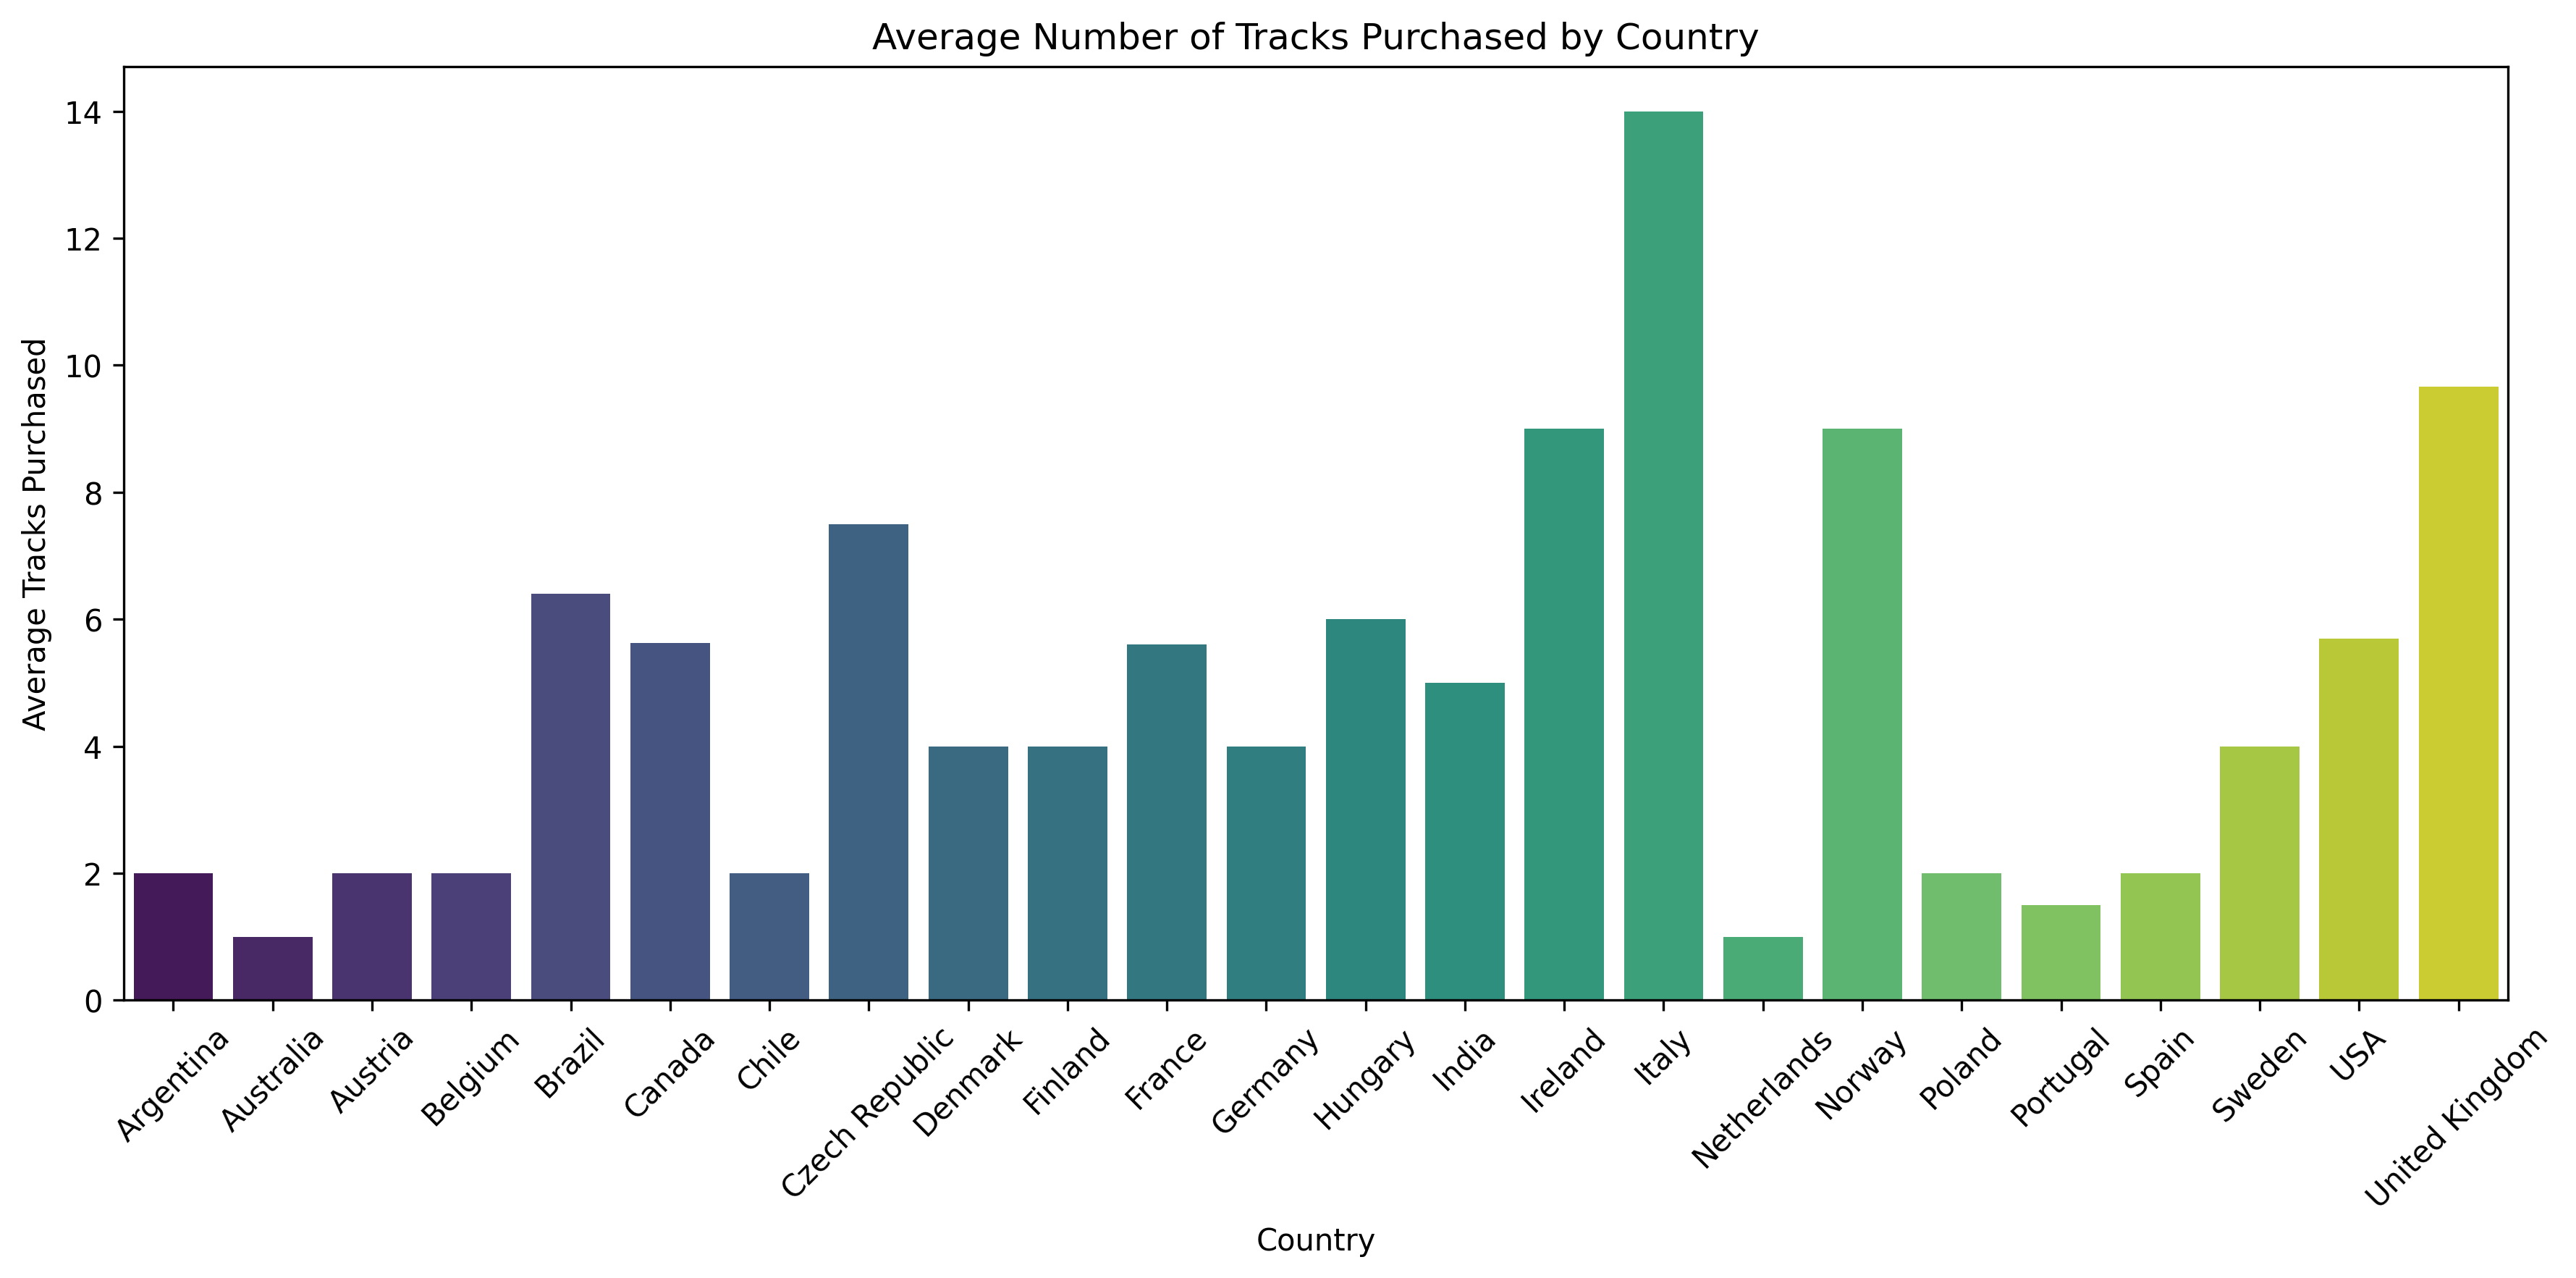 Average Number of Tracks Purchased by Country
Average Tracks Purchased
14
12
10
8
6
4
2
0
Argentina
Australia
Austria
Belgium
Brazil
Canada
Chile
Czech Republic
Denmark
Finland
France
Germany
Hungary
India
Ireland
Italy
Netherlands
Norway
Poland
Portugal
Spain
Sweden
USA
United Kingdom
Country